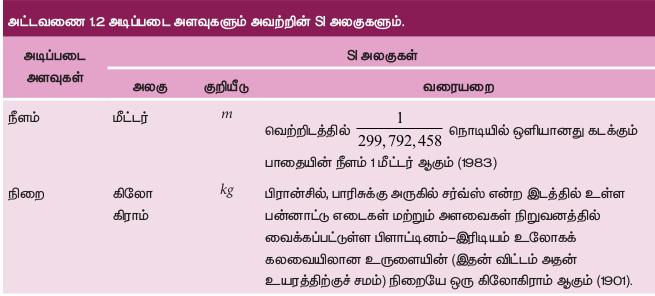 அட்டவணை 1.2 அடிப்படை அளவுகளும் அவற்றின் SI அலகுகளும்.
அடிப்படை அளவுகள்
SI அலகுகள்
அலகு குறியீடு வரையறை
நீளம் மீட்டர் m வெற்றிடத்தில் 1/299,792,458 நொடியில் ஒளியானது கடக்கும்
பாதையின் நீளம் 1 மீட்டர் ஆகும் (1983)
நிறை கிலோ kg பிரான்சில், பாரிசுக்கு அருகில் சர்வ்ஸ் என்ற இடத்தில் உள்ள
கிராம் பன்னாட்டு எடைகள் மற்றும் அளவைகள் நிறுவனத்தில்
வைக்கப்பட்டுள்ள பிளாட்டினம்–இரிடியம் உலோகக்
கலவையிலான உருளையின் (இதன் விட்டம் அதன்
உயரத்திற்குச் சமம்) நிறையே ஒரு கிலோகிராம் ஆகும் (1901).